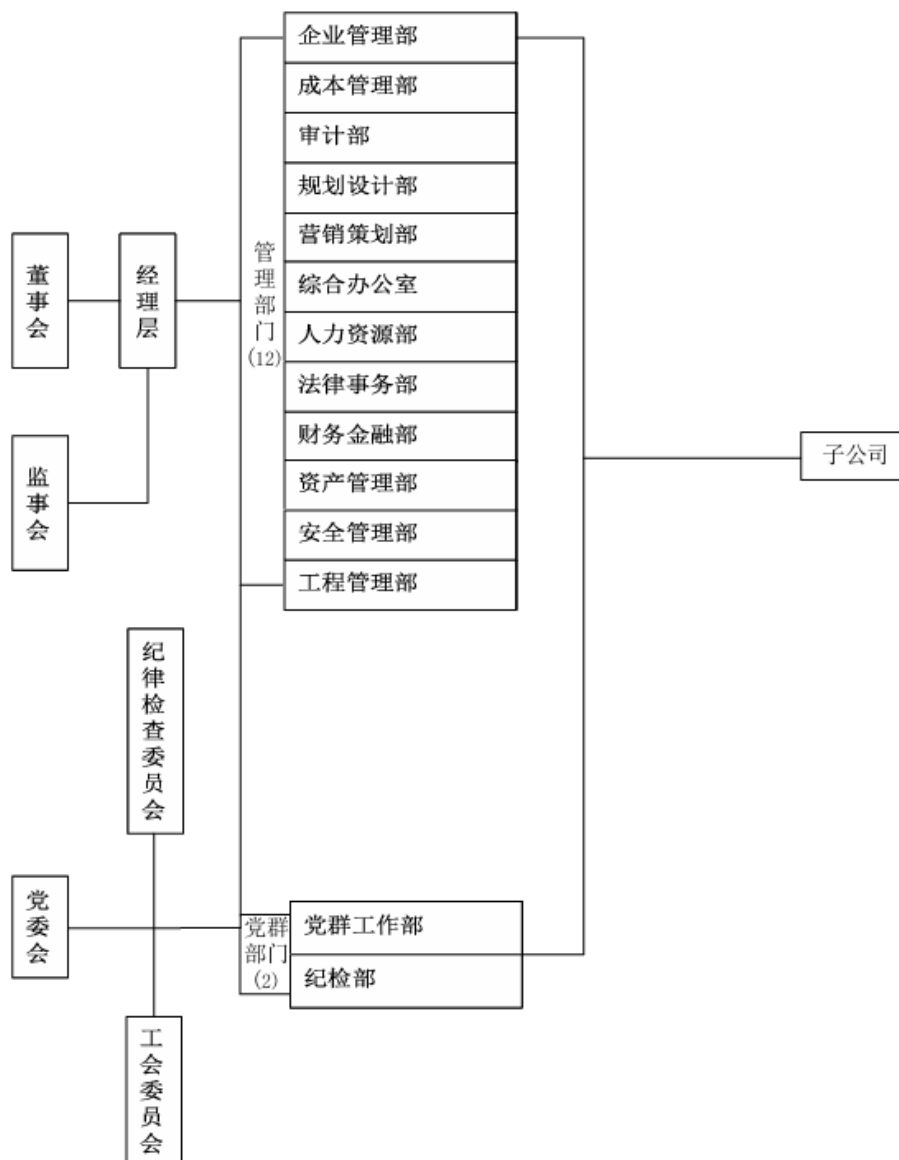 企业管理部
成本管理部
审计部
规划设计部
营销策划部
综合办公室
人力资源部
法律事务部
财务金融部
资产管理部
安全管理部
工程管理部
管理部门(12)
董事会
经理层
监事会
子公司
纪律检查委员会
党委会
党群部门(2)
党群工作部
纪检部
工会委员会